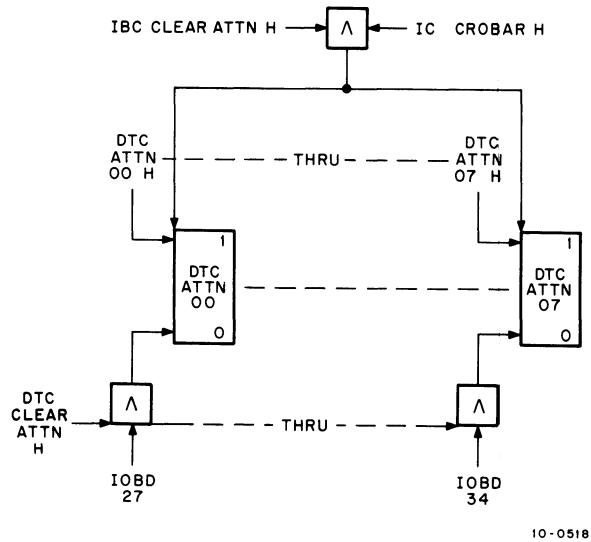 IBC CLEAR ATTN H
Λ
IC CROBAR H
DTC
ATTN
00 H
THRU
DTC
ATTN
07 H
1
DTC
ATTN
00
0
1
DTC
ATTN
07
0
DTC
CLEAR
ATTN
H
Λ
THRU
Λ
IOBD
27
IOBD
34
10-0518